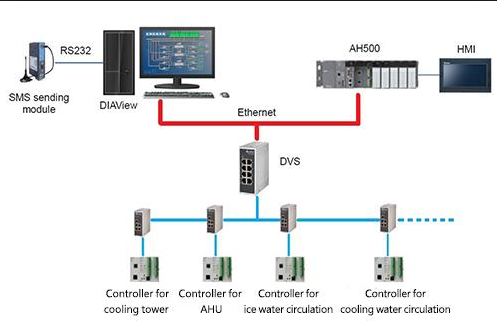 RS232
AH500
HMI
SMS sending
module
DIAView
Ethernet
DVS
Controller for
cooling tower
Controller for
AHU
Controller for
ice water circulation
Controller for
cooling water circulation